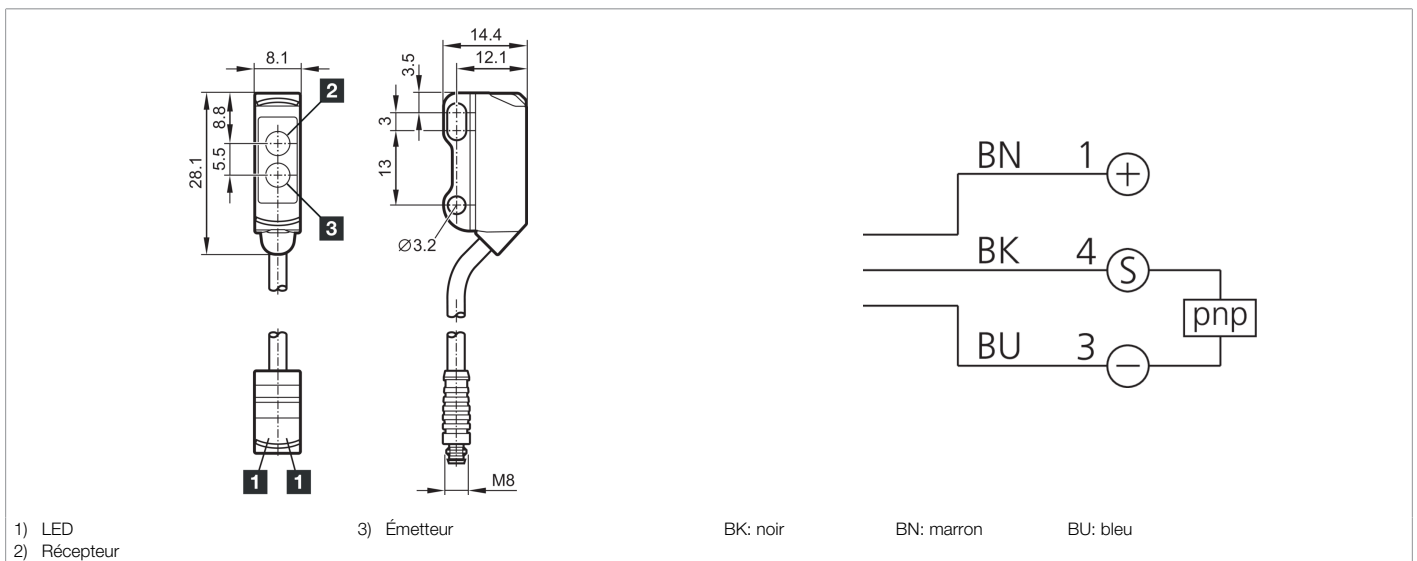 14.4
8.1
3.5
12.1
2
8.8
3
28.1
5.5
13
3
Ø3.2
1 1
M8
BN 1 +
BK 4 S
pnp
BU 3 −
1) LED 3) Émetteur BK: noir BN: marron BU: bleu
2) Récepteur